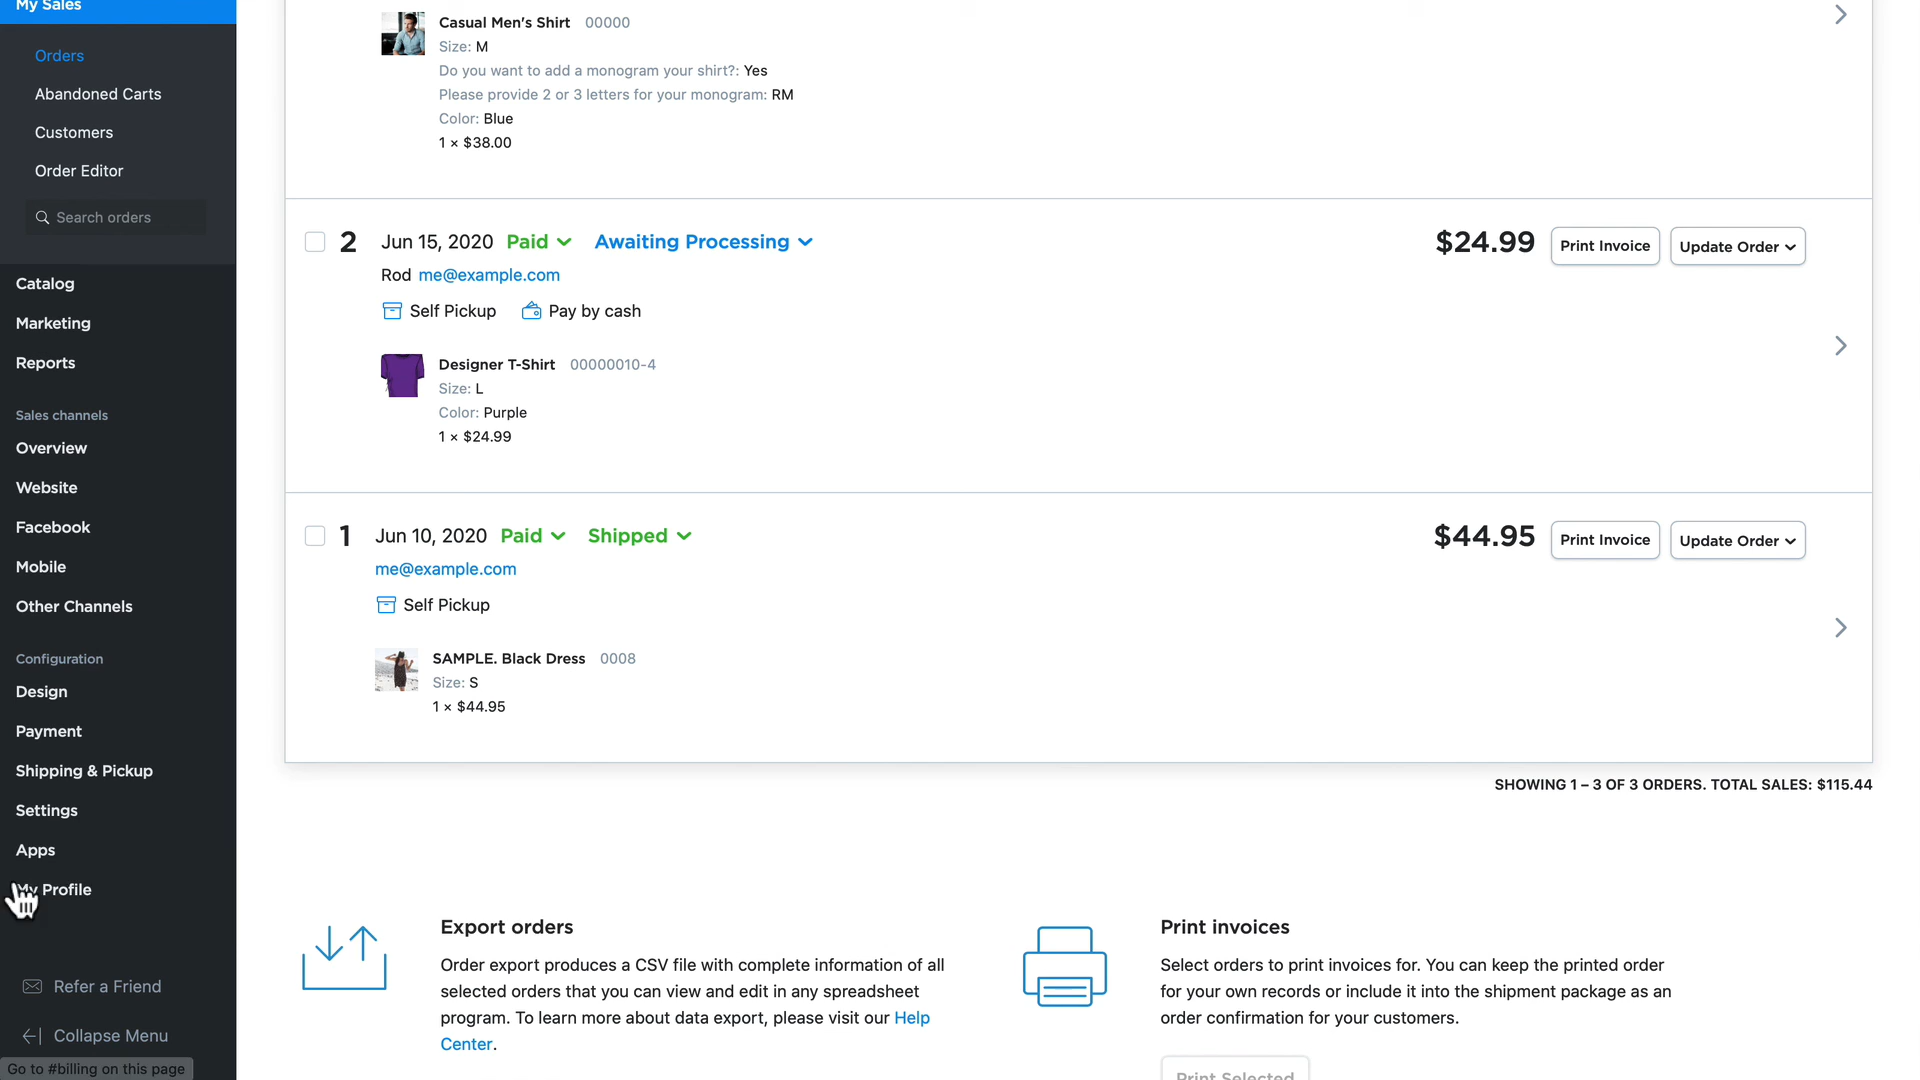 My Sales
Orders
Abandoned Carts
Customers
Order Editor
Search orders
Catalog
Marketing
Reports
Sales channels
Overview
Website
Facebook
Mobile
Other Channels
Configuration
Design
Payment
Shipping & Pickup
Settings
Apps
My Profile
Refer a Friend
Collapse Menu
Go to #billing on this page
Casual Men's Shirt 00000
Size: M
Do you want to add a monogram your shirt?: Yes
Please provide 2 or 3 letters for your monogram: RM
Color: Blue
1 × $38.00
2 Jun 15, 2020 Paid Awaiting Processing $24.99 Print Invoice Update Order
Rod me@example.com
Self Pickup Pay by cash
Designer T-Shirt 00000010-4
Size: L
Color: Purple
1 × $24.99
1 Jun 10, 2020 Paid Shipped $44.95 Print Invoice Update Order
me@example.com
Self Pickup
SAMPLE. Black Dress 0008
Size: S
1 × $44.95
SHOWING 1 – 3 OF 3 ORDERS. TOTAL SALES: $115.44
Export orders
Order export produces a CSV file with complete information of all
selected orders that you can view and edit in any spreadsheet
program. To learn more about data export, please visit our Help
Center.
Print invoices
Select orders to print invoices for. You can keep the printed order
for your own records or include it into the shipment package as an
order confirmation for your customers.
Print Selected